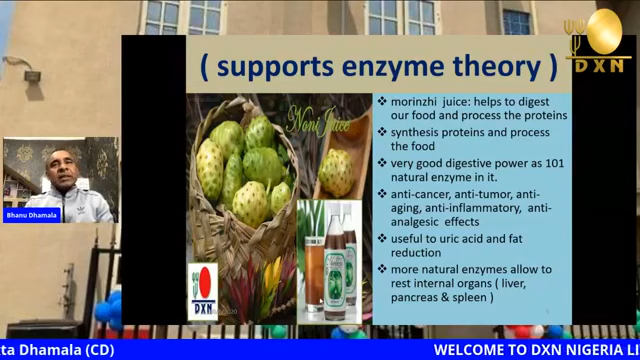 ( supports enzyme theory )
DXN
Noni Juice
❖ morinzhi juice: helps to digest
our food and process the proteins
❖ synthesis proteins and process
the food
❖ very good digestive power as 101
natural enzyme in it.
❖ anti-cancer, anti-tumor, anti-
aging, anti-inflammatory, anti-
analgesic effects
❖ useful to uric acid and fat
reduction
❖ more natural enzymes allow to
rest internal organs ( liver,
pancreas & spleen )
Bhanu Dhamala
DXN
ta Dhamala (CD)
WELCOME TO DXN NIGERIA LI